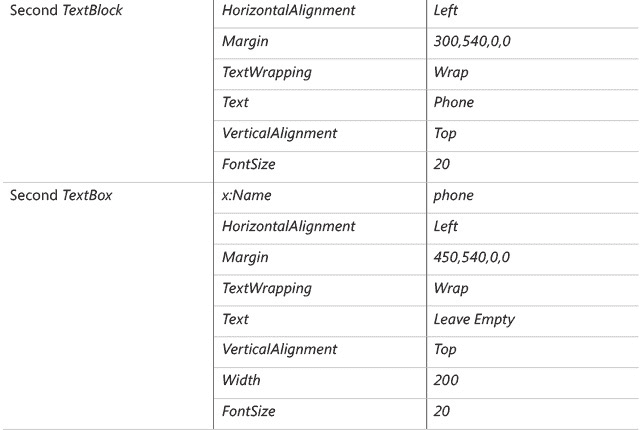 Second TextBlock HorizontalAlignment Left
Margin 300,540,0,0
TextWrapping Wrap
Text Phone
VerticalAlignment Top
FontSize 20
Second TextBox x:Name phone
HorizontalAlignment Left
Margin 450,540,0,0
TextWrapping Wrap
Text Leave Empty
VerticalAlignment Top
Width 200
FontSize 20